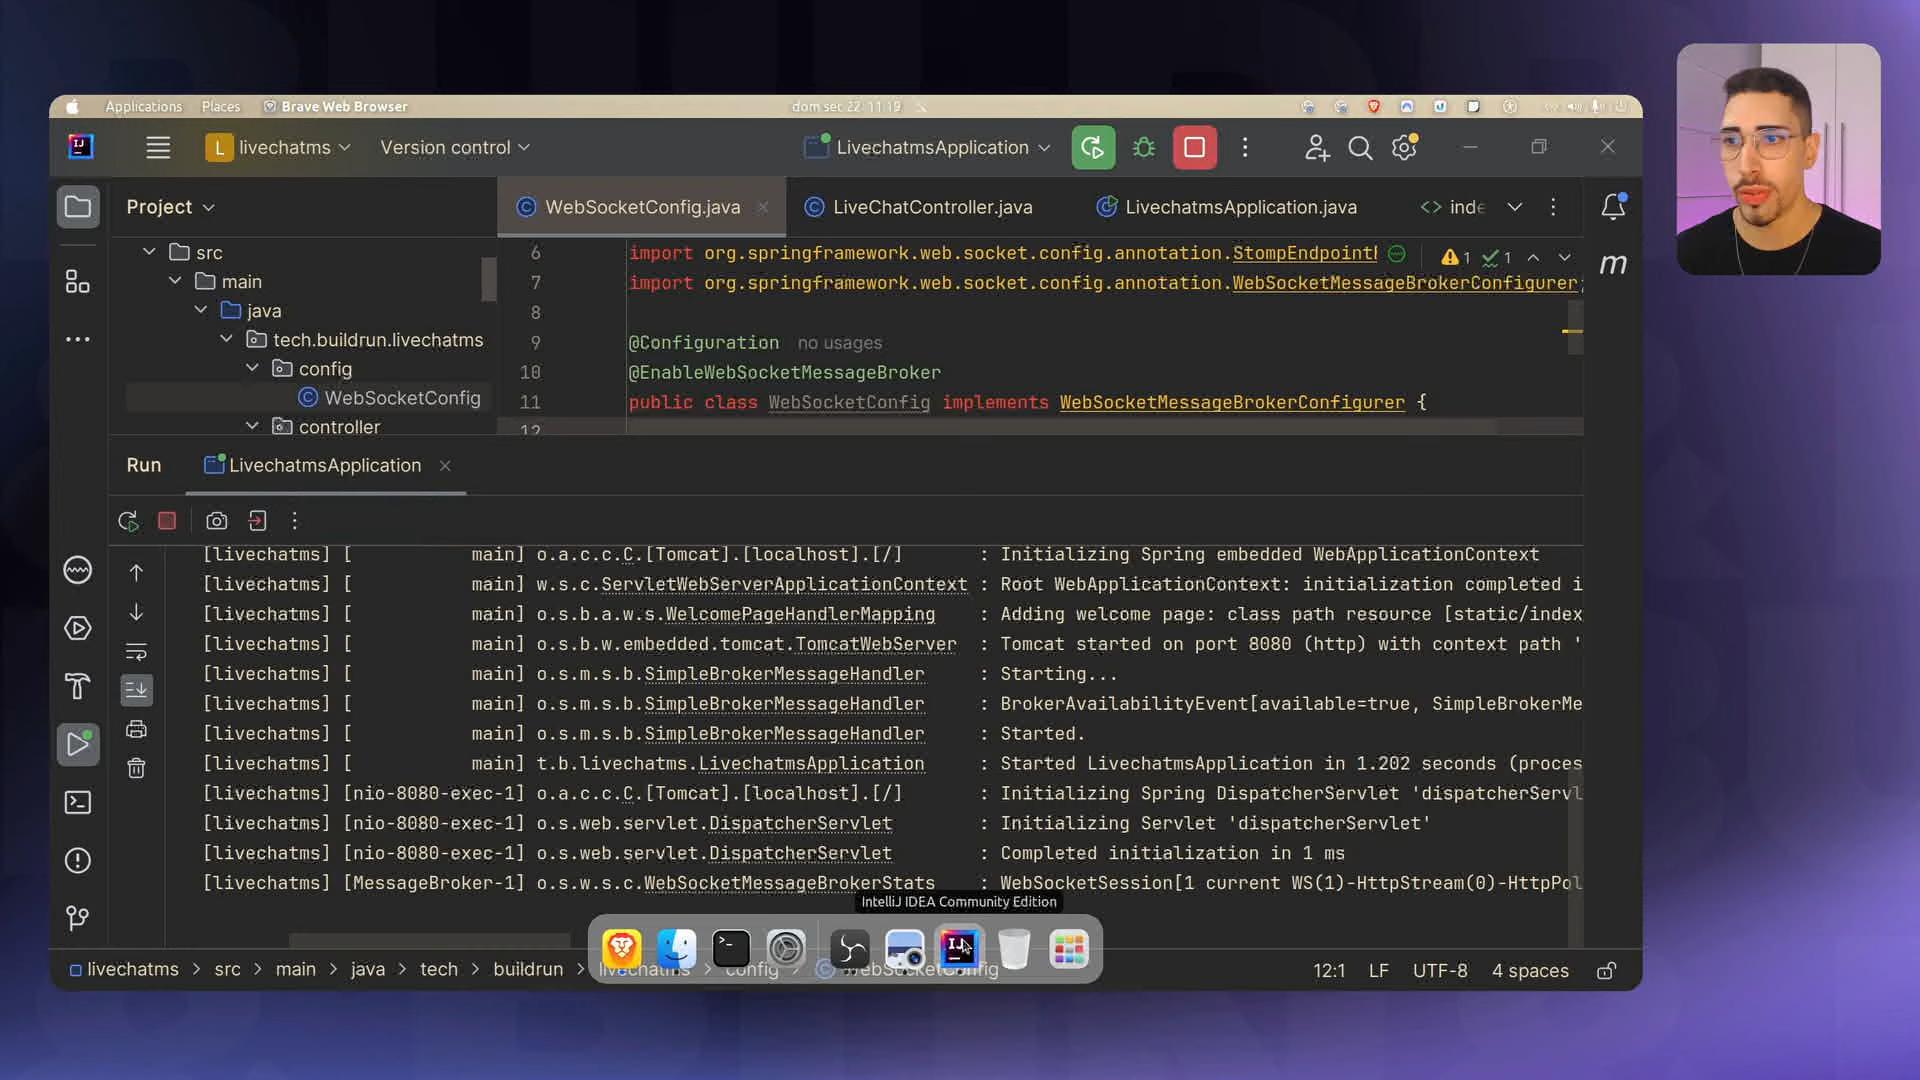 Applications Places Brave Web Browser dom set 22, 11:19
L livechatms Version control LivechatmsApplication
Project WebSocketConfig.java LiveChatController.java LivechatmsApplication.java <> inde
src
main
java
tech.buildrun.livechatms
config
WebSocketConfig
controller
6 import org.springframework.web.socket.config.annotation.StompEndpoint 1 1
7 import org.springframework.web.socket.config.annotation.WebSocketMessageBrokerConfigurer;
8
9 @Configuration no usages
10 @EnableWebSocketMessageBroker
11 public class WebSocketConfig implements WebSocketMessageBrokerConfigurer {
12
m
Run LivechatmsApplication
[livechatms] [ main] o.a.c.c.C.[Tomcat].[localhost].[/] : Initializing Spring embedded WebApplicationContext
[livechatms] [ main] w.s.c.ServletWebServerApplicationContext : Root WebApplicationContext: initialization completed i
[livechatms] [ main] o.s.b.a.w.s.WelcomePageHandlerMapping : Adding welcome page: class path resource [static/index
[livechatms] [ main] o.s.b.w.embedded.tomcat.TomcatWebServer : Tomcat started on port 8080 (http) with context path '
[livechatms] [ main] o.s.m.s.b.SimpleBrokerMessageHandler : Starting...
[livechatms] [ main] o.s.m.s.b.SimpleBrokerMessageHandler : BrokerAvailabilityEvent[available=true, SimpleBrokerMe
[livechatms] [ main] o.s.m.s.b.SimpleBrokerMessageHandler : Started.
[livechatms] [ main] t.b.livechatms.LivechatmsApplication : Started LivechatmsApplication in 1.202 seconds (proces
[livechatms] [nio-8080-exec-1] o.a.c.c.C.[Tomcat].[localhost].[/] : Initializing Spring DispatcherServlet 'dispatcherServl
[livechatms] [nio-8080-exec-1] o.s.web.servlet.DispatcherServlet : Initializing Servlet 'dispatcherServlet'
[livechatms] [nio-8080-exec-1] o.s.web.servlet.DispatcherServlet : Completed initialization in 1 ms
[livechatms] [MessageBroker-1] o.s.w.s.c.WebSocketMessageBrokerStats : WebSocketSession[1 current WS(1)-HttpStream(0)-HttpPol
IntelliJ IDEA Community Edition
livechatms > src > main > java > tech > buildrun > livechatms > config > WebSocketConfig 12:1 LF UTF-8 4 spaces